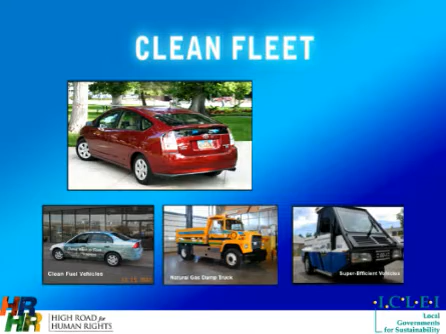 CLEAN FLEET
Clean Fuel Vehicles
Natural Gas Dump Truck
Super-Efficient Vehicles
HR
HR
HIGH ROAD for
HUMAN RIGHTS
I·C·L·E·I
Local
Governments
for Sustainability